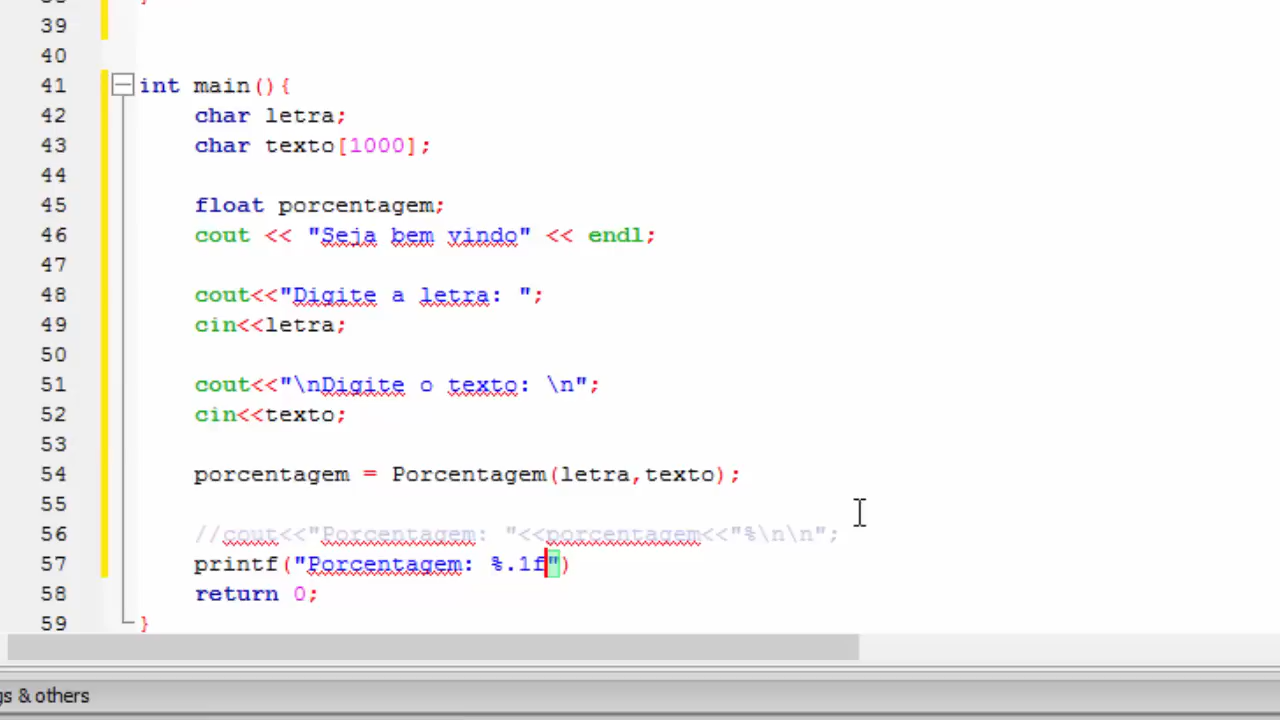 39
40
41 int main(){
42 char letra;
43 char texto[1000];
44
45 float porcentagem;
46 cout << "Seja bem vindo" << endl;
47
48 cout<<"Digite a letra: ";
49 cin<<letra;
50
51 cout<<"\nDigite o texto: \n";
52 cin<<texto;
53
54 porcentagem = Porcentagem(letra,texto);
55
56 //cout<<"Porcentagem: "<<porcentagem<<"%\n\n";
57 printf("Porcentagem: %.1f")
58 return 0;
59 }
gs & others